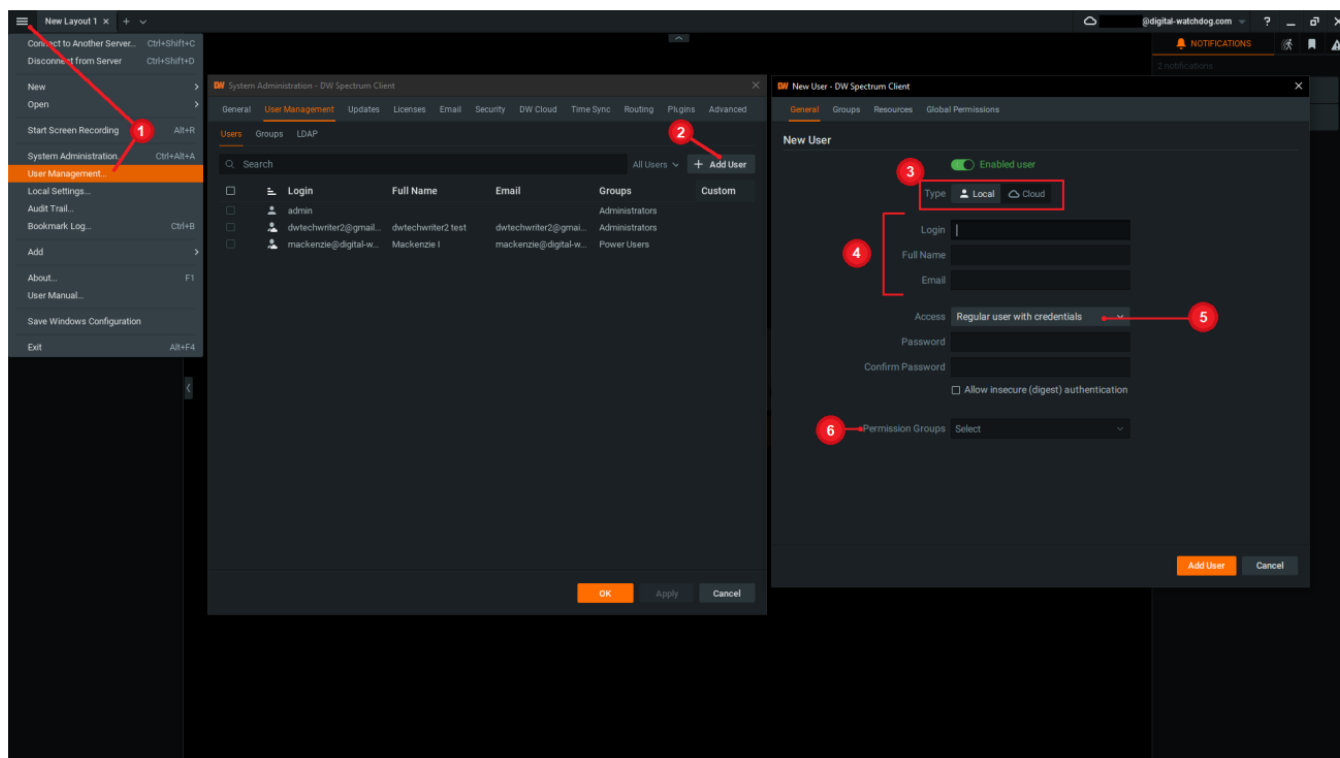 New Layout 1
@digital-watchdog.com
?
Connect to Another Server... Ctrl+Shift+C
Disconnect from Server Ctrl+Shift+D
New
Open
Start Screen Recording Alt+R
System Administration... Ctrl+Alt+A
User Management...
Local Settings...
Audit Trail...
Bookmark Log... Ctrl+B
Add
About... F1
User Manual...
Save Windows Configuration
Exit Alt+F4
1
NOTIFICATIONS
2 notifications
DW System Administration - DW Spectrum Client
General User Management Updates Licenses Email Security DW Cloud Time Sync Routing Plugins Advanced
Users Groups LDAP
2
Search All Users + Add User
Login Full Name Email Groups Custom
admin Administrators
dwtechwriter2@gmail... dwtechwriter2 test dwtechwriter2@gmai... Administrators
mackenzie@digital-w... Mackenzie I mackenzie@digital-w... Power Users
OK Apply Cancel
DW New User - DW Spectrum Client
General Groups Resources Global Permissions
New User
Enabled user
3
Type Local Cloud
Login
4
Full Name
Email
Access Regular user with credentials
5
Password
Confirm Password
Allow insecure (digest) authentication
6
Permission Groups Select
Add User Cancel